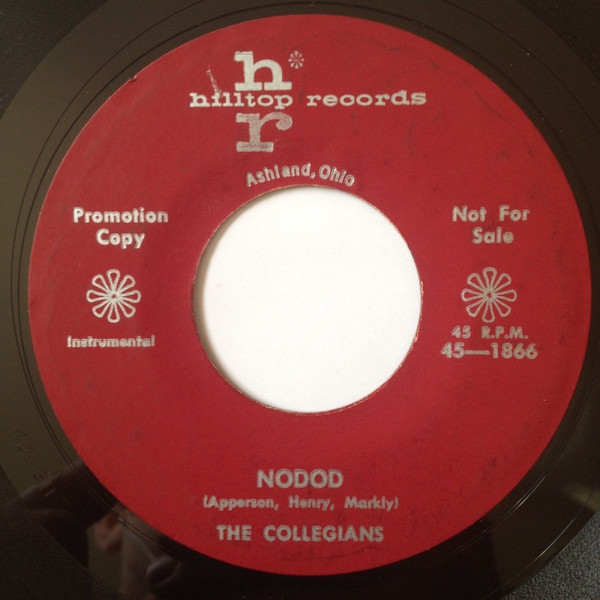 h
hilltop records
r
Ashland, Ohio
Promotion
Copy
Not For
Sale
Instrumental
45 R.P.M.
45—1866
NODOD
(Apperson, Henry, Markly)
THE COLLEGIANS